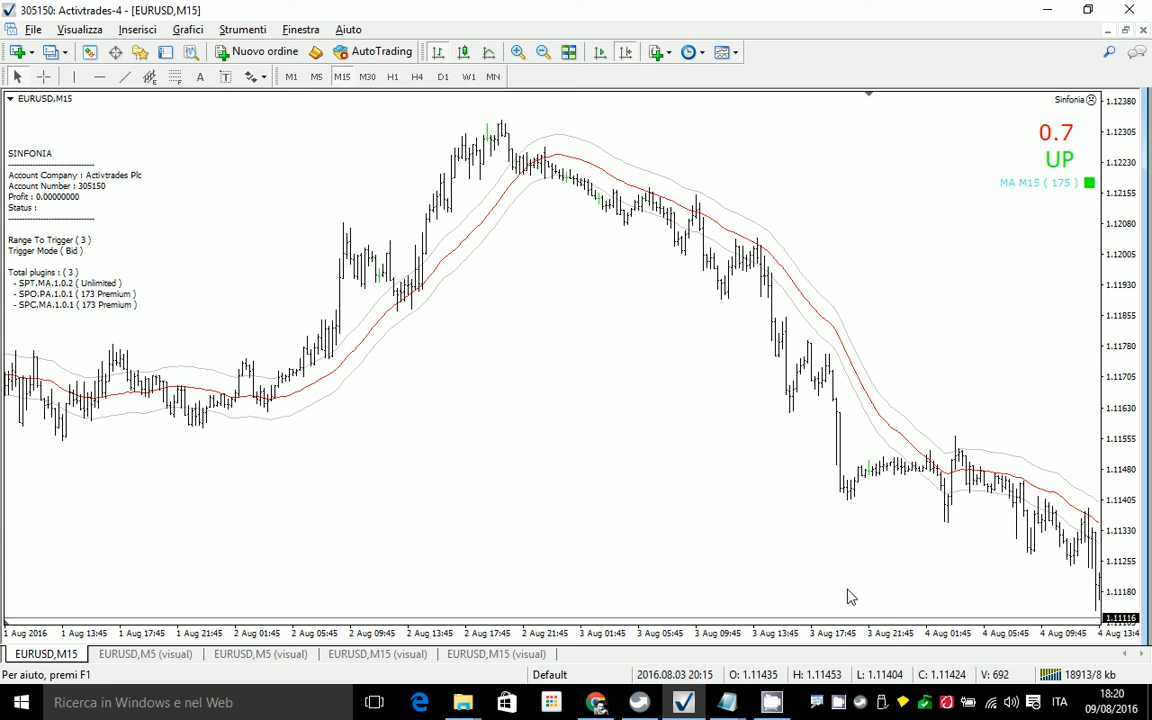 305150: Activtrades-4 - [EURUSD,M15]
File Visualizza Inserisci Grafici Strumenti Finestra Aiuto
Nuovo ordine AutoTrading
A T M1 M5 M15 M30 H1 H4 D1 W1 MN
EURUSD,M15
Sinfonia
1.12380
0.7
1.12305
SINFONIA
UP
1.12230
Account Company : Activtrades Plc
Account Number : 305150
MA M15 ( 175 )
Profit : 0.00000000
1.12155
Status :
1.12080
Range To Trigger ( 3 )
Trigger Mode ( Bid )
1.12005
Total plugins : ( 3 )
- SPT.MA.1.0.2 ( Unlimited )
1.11930
- SPO.PA.1.0.1 ( 173 Premium )
- SPC.MA.1.0.1 ( 173 Premium )
1.11855
1.11780
1.11705
1.11630
1.11555
1.11480
1.11405
1.11330
1.11255
1.11180
1.11116
1 Aug 2016 1 Aug 13:45 1 Aug 17:45 1 Aug 21:45 2 Aug 01:45 2 Aug 05:45 2 Aug 09:45 2 Aug 13:45 2 Aug 17:45 2 Aug 21:45 3 Aug 01:45 3 Aug 05:45 3 Aug 09:45 3 Aug 13:45 3 Aug 17:45 3 Aug 21:45 4 Aug 01:45 4 Aug 05:45 4 Aug 09:45 4 Aug 13:4
EURUSD,M15 EURUSD,M5 (visual) EURUSD,M5 (visual) EURUSD,M15 (visual) EURUSD,M15 (visual)
Per aiuto, premi F1 Default 2016.08.03 20:15 O: 1.11435 H: 1.11453 L: 1.11404 C: 1.11424 V: 692 18913/8 kb
Ricerca in Windows e nel Web
ITA
18:20
09/08/2016